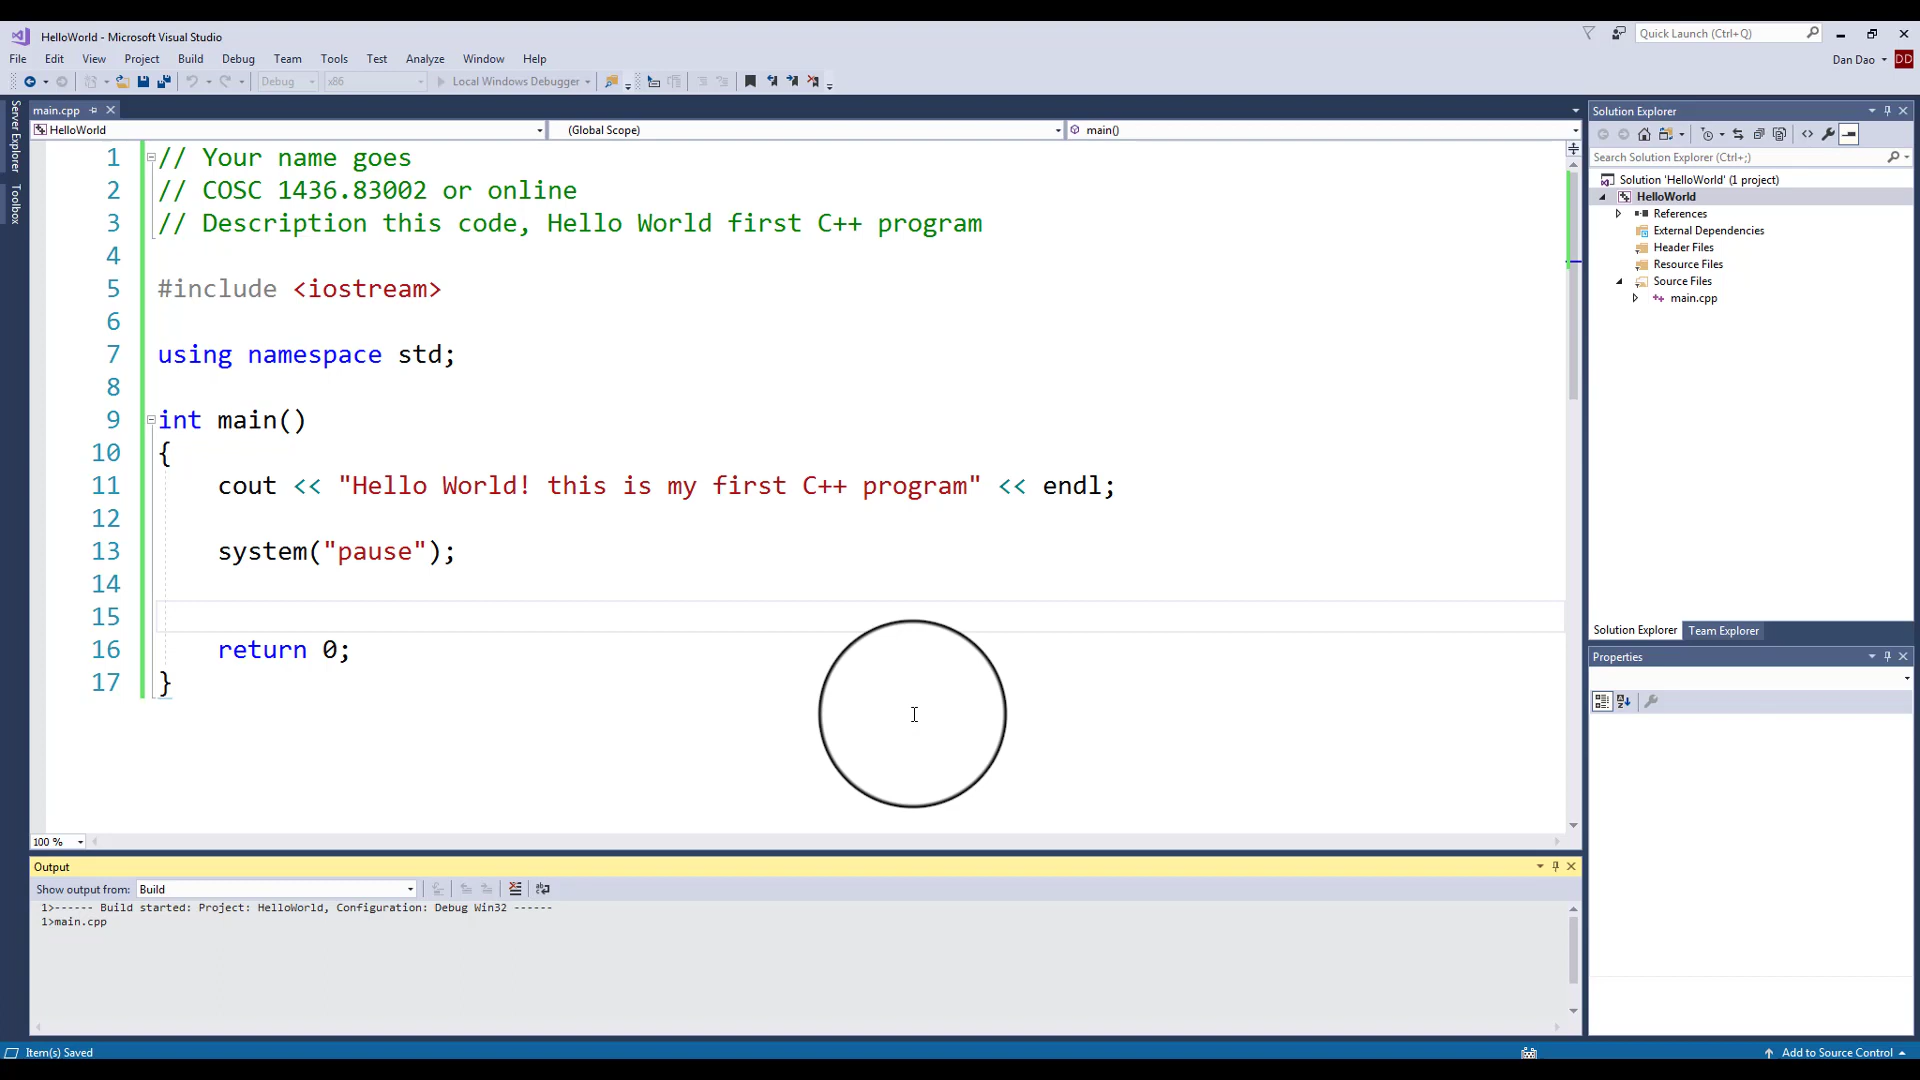 HelloWorld - Microsoft Visual Studio
Quick Launch (Ctrl+Q)
File Edit View Project Build Debug Team Tools Test Analyze Window Help
Dan Dao DD
Debug x86 Local Windows Debugger
Server Explorer
Toolbox
main.cpp
HelloWorld (Global Scope) main()
1 // Your name goes
2 // COSC 1436.83002 or online
3 // Description this code, Hello World first C++ program
4
5 #include <iostream>
6
7 using namespace std;
8
9 int main()
10 {
11 cout << "Hello World! this is my first C++ program" << endl;
12
13 system("pause");
14
15
16 return 0;
17 }
100 %
Solution Explorer
Search Solution Explorer (Ctrl+;)
Solution 'HelloWorld' (1 project)
HelloWorld
References
External Dependencies
Header Files
Resource Files
Source Files
main.cpp
Solution Explorer Team Explorer
Properties
Output
Show output from: Build
1>------ Build started: Project: HelloWorld, Configuration: Debug Win32 ------
1>main.cpp
Item(s) Saved
Add to Source Control